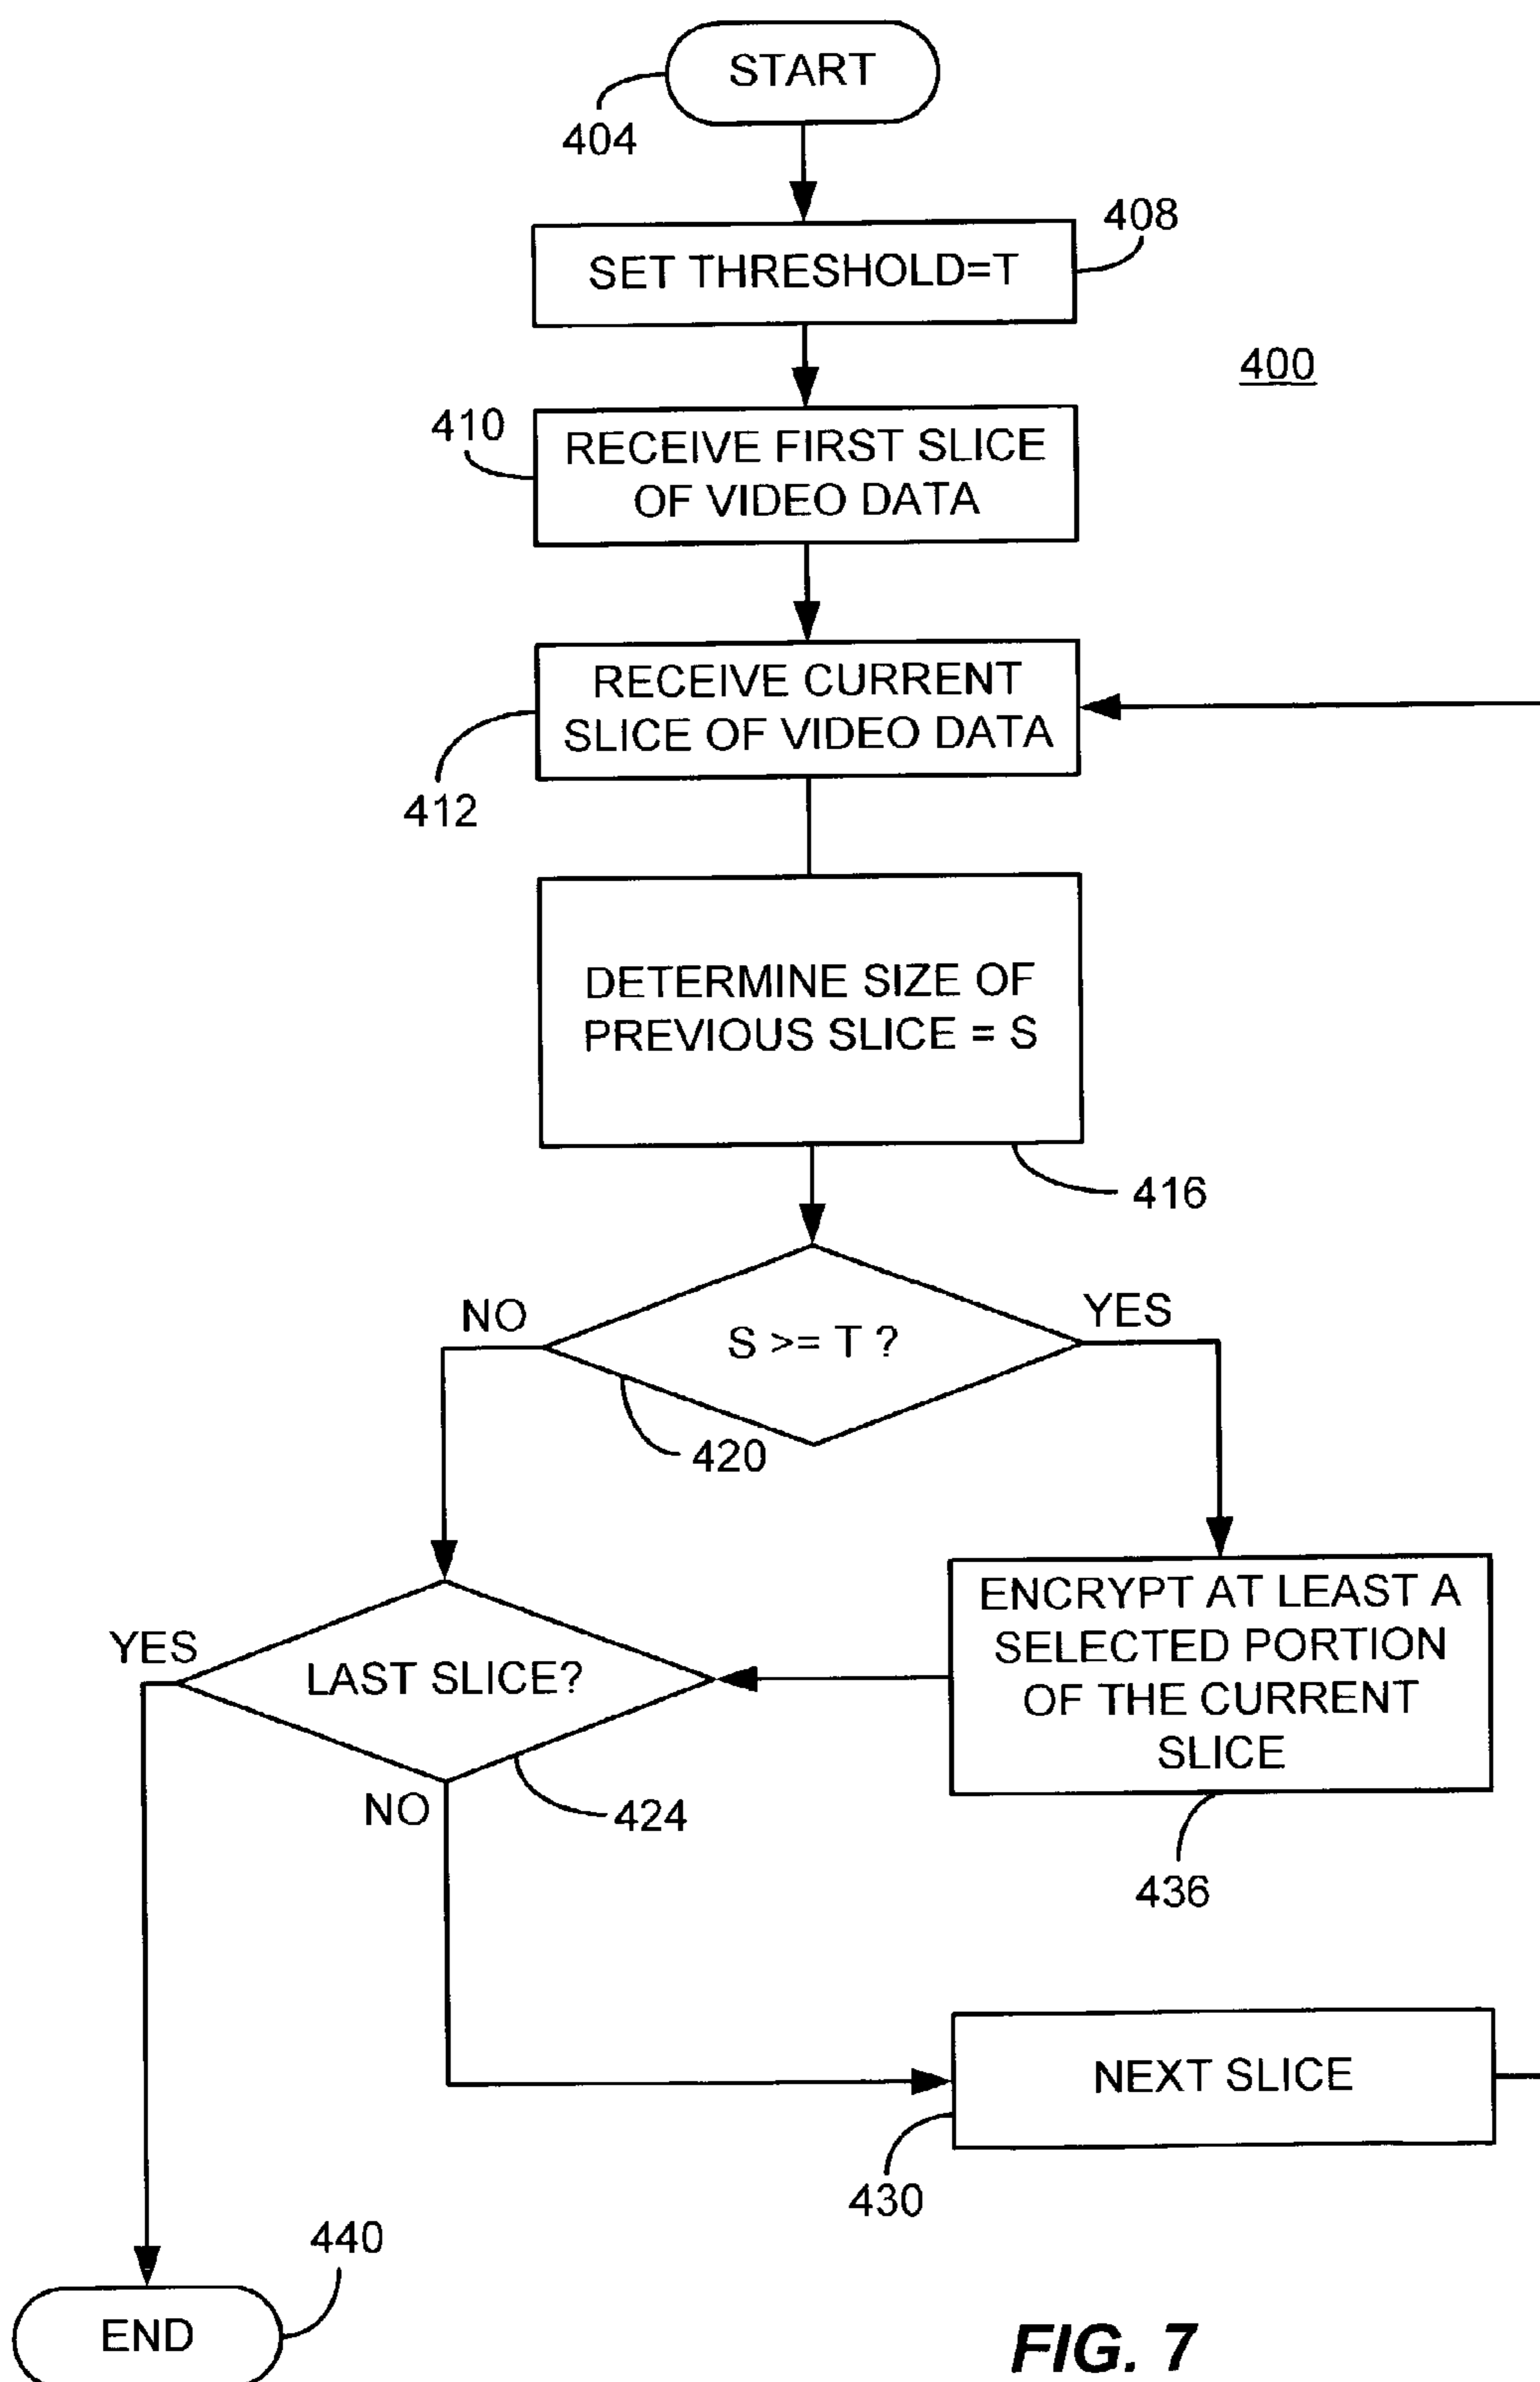 START
404
408
SET THRESHOLD=T
400
410
RECEIVE FIRST SLICE
OF VIDEO DATA
RECEIVE CURRENT
SLICE OF VIDEO DATA
412
DETERMINE SIZE OF
PREVIOUS SLICE = S
416
NO
YES
S >= T ?
420
ENCRYPT AT LEAST A
SELECTED PORTION
OF THE CURRENT
SLICE
YES
LAST SLICE?
NO
424
436
NEXT SLICE
430
440
END
FIG. 7